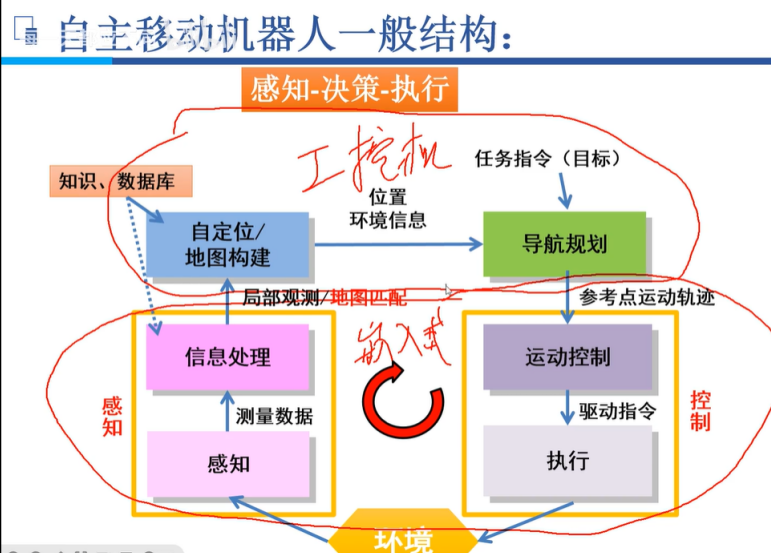 自主移动机器人一般结构：
感知-决策-执行
工控机
任务指令（目标）
知识、数据库
位置
环境信息
自定位/
地图构建
导航规划
局部观测/地图匹配
参考点运动轨迹
嵌入式
信息处理
运动控制
感知
测量数据
驱动指令
控制
感知
执行
环境